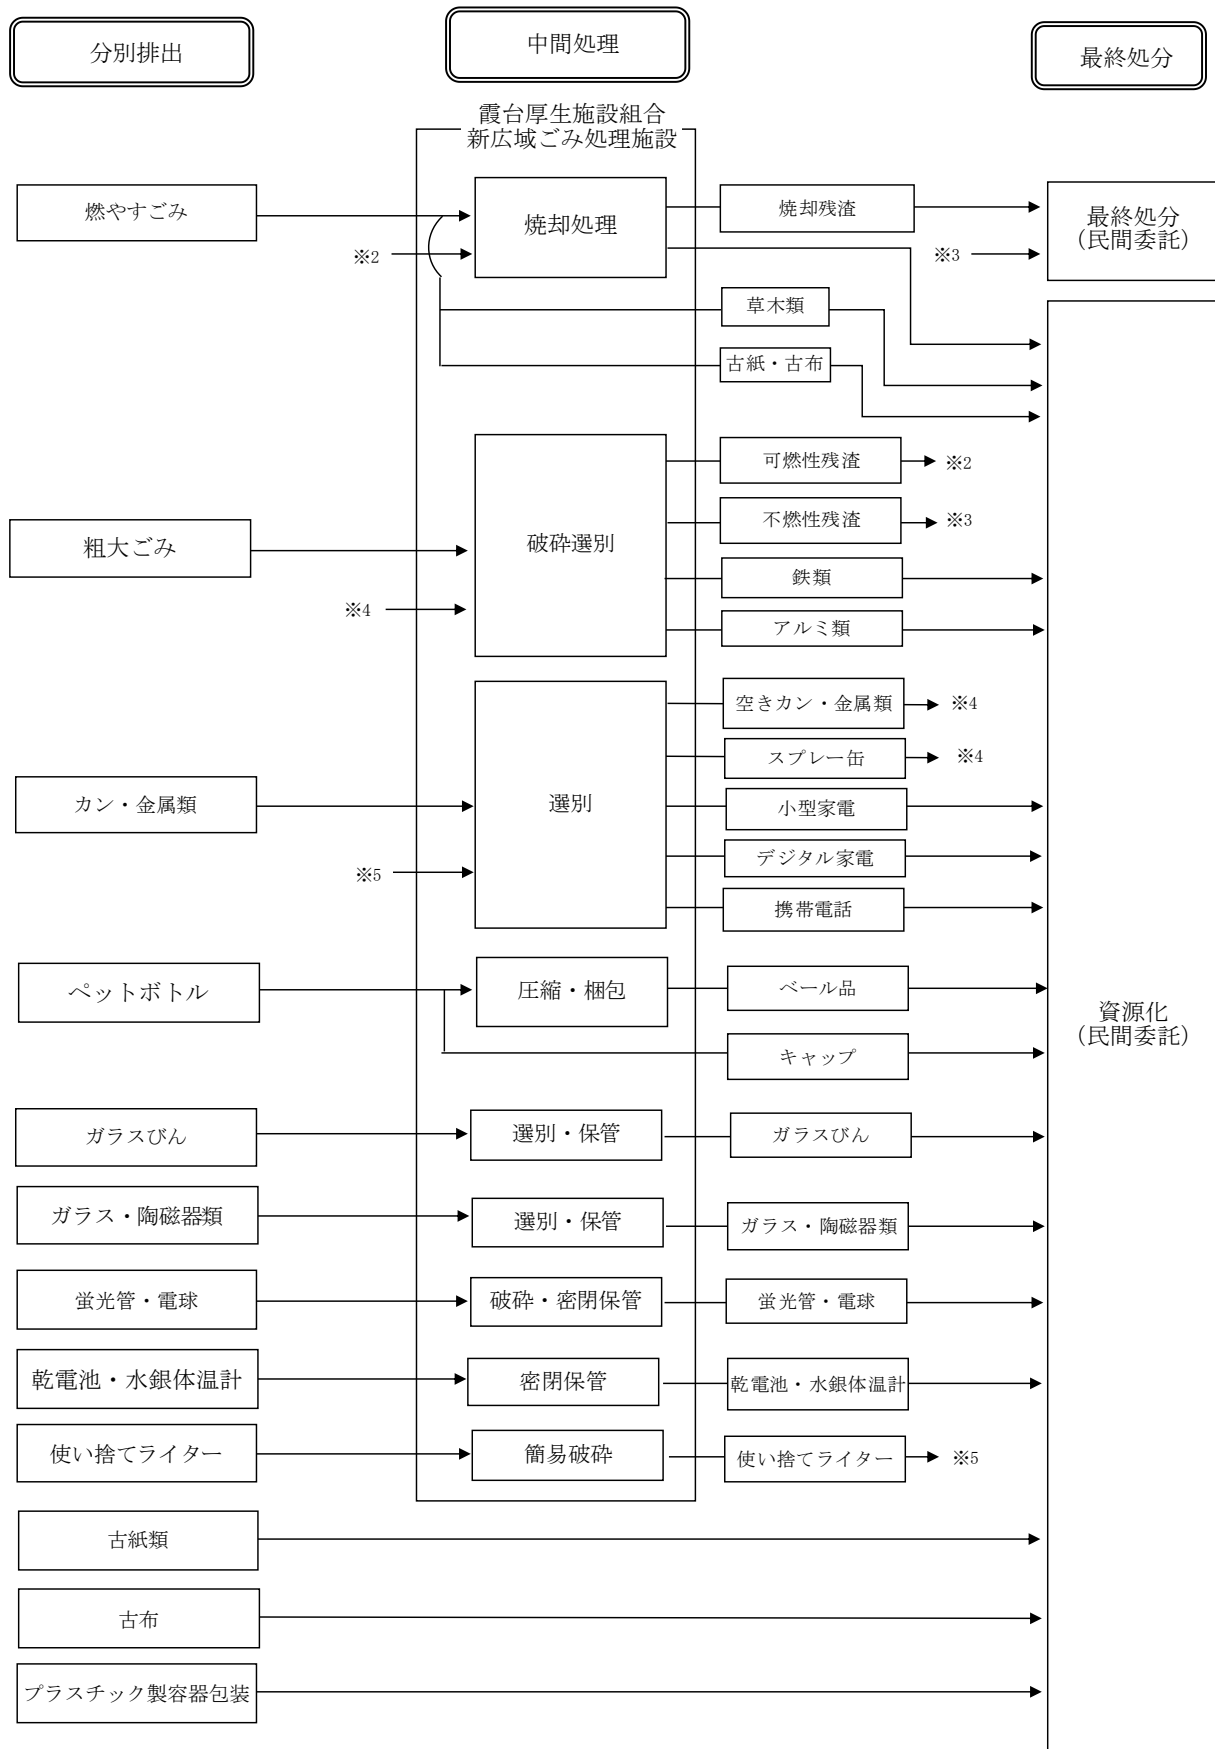 分別排出
中間処理
最終処分
霞台厚生施設組合
新広域ごみ処理施設
燃やすごみ
※2
焼却処理
焼却残渣
※3
最終処分
(民間委託)
草木類
古紙・古布
粗大ごみ
※4
破砕選別
可燃性残渣
※2
不燃性残渣
※3
鉄類
アルミ類
カン・金属類
※5
選別
空きカン・金属類
※4
スプレー缶
※4
小型家電
デジタル家電
携帯電話
ペットボトル
圧縮・梱包
ベール品
キャップ
資源化
(民間委託)
ガラスびん
選別・保管
ガラスびん
ガラス・陶磁器類
選別・保管
ガラス・陶磁器類
蛍光管・電球
破砕・密閉保管
蛍光管・電球
乾電池・水銀体温計
密閉保管
乾電池・水銀体温計
使い捨てライター
簡易破砕
使い捨てライター
※5
古紙類
古布
プラスチック製容器包装